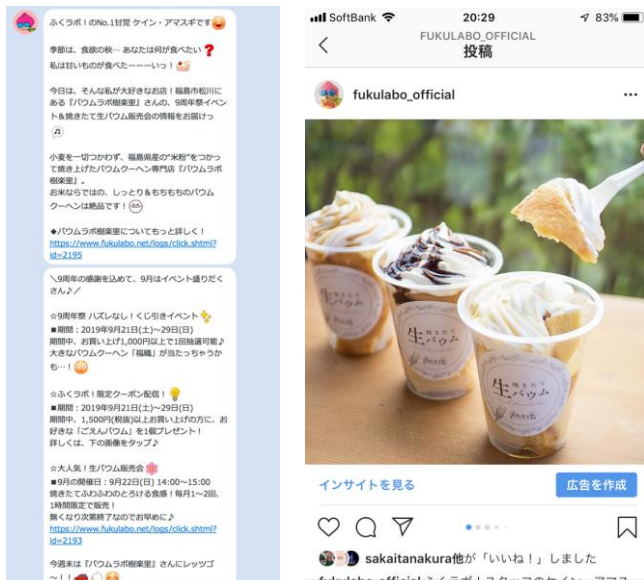 ふくラボ！のNo.1甘党 ケイン・アマスギです
季節は、食欲の秋… あなたは何が食べたい❓
私は甘いものが食べたーーーいっ！
今日は、そんな私が大好きなお店！福島市松川に
ある『バウムラボ樹楽里』さんの、9周年祭イベン
ト＆焼きたて生バウム販売会の情報をお届けっ
小麦を一切つかわず、福島県産の"米粉"をつかっ
て焼き上げたバウムクーヘン専門店『バウムラボ
樹楽里』。
お米ならではの、しっとり＆もちもちのバウム
クーヘンは絶品です！
◆バウムラボ樹楽里についてもっと詳しく！
https://www.fukulabo.net/logs/click.shtml?
id=2195
＼9周年の感謝を込めて、9月はイベント盛りだく
さん♪／
☆9周年祭 ハズレなし！くじ引きイベント
■期間：2019年9月21日(土)～29日(日)
期間中、お買い上げ1,000円以上で1回抽選可能♪
大きなバウムクーヘン「福織」が当たっちゃうか
も…！
☆ふくラボ！限定クーポン配信！
■期間：2019年9月21日(土)～29日(日)
期間中、1,500円(税抜)以上お買い上げの方に、お
好きな「ごえんバウム」を1個プレゼント！
詳しくは、下の画像をタップ♪
☆大人気！生バウム販売会
■9月の開催日：9月22日(日) 14:00～15:00
焼きたてふわふわのとろける食感！毎月1～2回、
1時間限定で販売！
無くなり次第終了なのでお早めに♪
https://www.fukulabo.net/logs/click.shtml?
id=2193
今週末は『バウムラボ樹楽里』さんにレッツゴ
～！！
SoftBank 20:29 83%
FUKULABO_OFFICIAL
投稿
fukulabo_official
焼きたて
生バウム
焼きたて
生バウム
インサイトを見る 広告を作成
sakaitanakura他が「いいね！」しました
fukulabo_official ふくラボ！スタッフのケイン・アマス